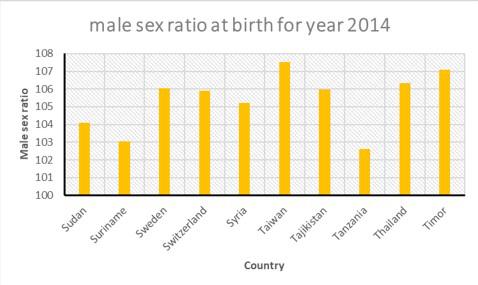 male sex ratio at birth for year 2014
108
107
106
105
104
103
102
101
100
Male sex ratio
Sudan
Suriname
Sweden
Switzerland
Syria
Taiwan
Tajikistan
Tanzania
Thailand
Timor
Country